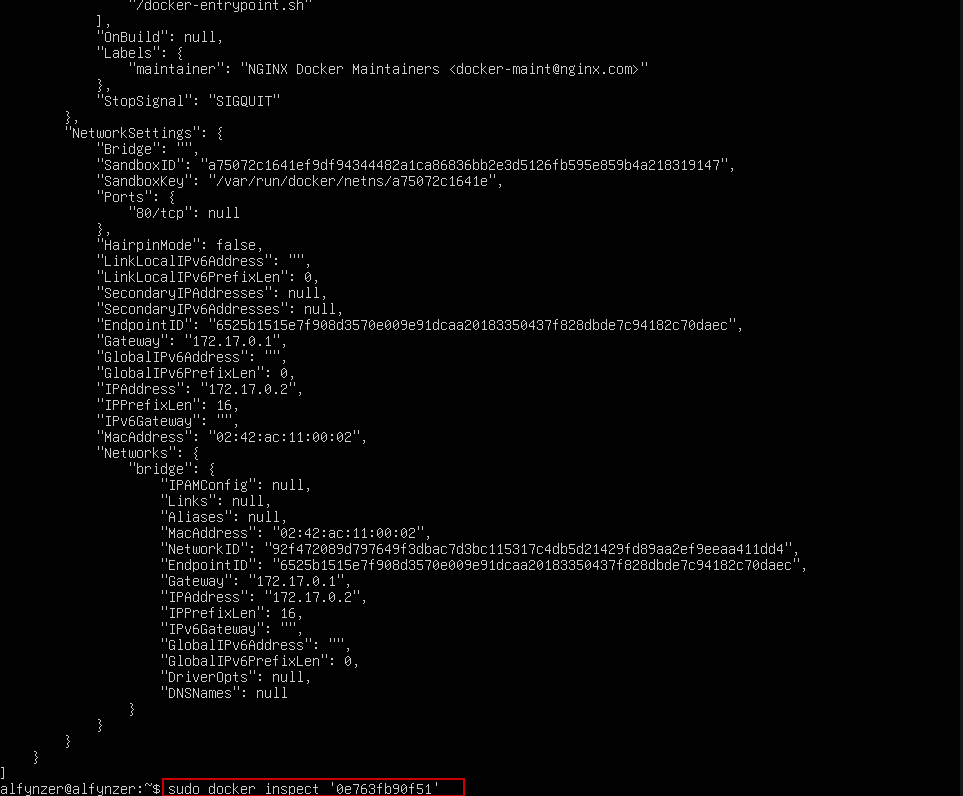 "/docker-entrypoint.sh"
],
"OnBuild": null,
"Labels": {
"maintainer": "NGINX Docker Maintainers <docker-maint@nginx.com>"
},
"StopSignal": "SIGQUIT"
},
"NetworkSettings": {
"Bridge": "",
"SandboxID": "a75072c1641ef9df94344482a1ca86836bb2e3d5126fb595e859b4a218319147",
"SandboxKey": "/var/run/docker/netns/a75072c1641e",
"Ports": {
"80/tcp": null
},
"HairpinMode": false,
"LinkLocalIPv6Address": "",
"LinkLocalIPv6PrefixLen": 0,
"SecondaryIPAddresses": null,
"SecondaryIPv6Addresses": null,
"EndpointID": "6525b1515e7f908d3570e009e91dcaa20183350437f828dbde7c94182c70daec",
"Gateway": "172.17.0.1",
"GlobalIPv6Address": "",
"GlobalIPv6PrefixLen": 0,
"IPAddress": "172.17.0.2",
"IPPrefixLen": 16,
"IPv6Gateway": "",
"MacAddress": "02:42:ac:11:00:02",
"Networks": {
"bridge": {
"IPAMConfig": null,
"Links": null,
"Aliases": null,
"MacAddress": "02:42:ac:11:00:02",
"NetworkID": "92f472089d797649f3dbac7d3bc115317c4db5d21429fd89aa2ef9eeaa411dd4",
"EndpointID": "6525b1515e7f908d3570e009e91dcaa20183350437f828dbde7c94182c70daec",
"Gateway": "172.17.0.1",
"IPAddress": "172.17.0.2",
"IPPrefixLen": 16,
"IPv6Gateway": "",
"GlobalIPv6Address": "",
"GlobalIPv6PrefixLen": 0,
"DriverOpts": null,
"DNSNames": null
}
}
}
}
]
alfynzer@alfynzer:~$ sudo docker inspect '0e763fb90f51'